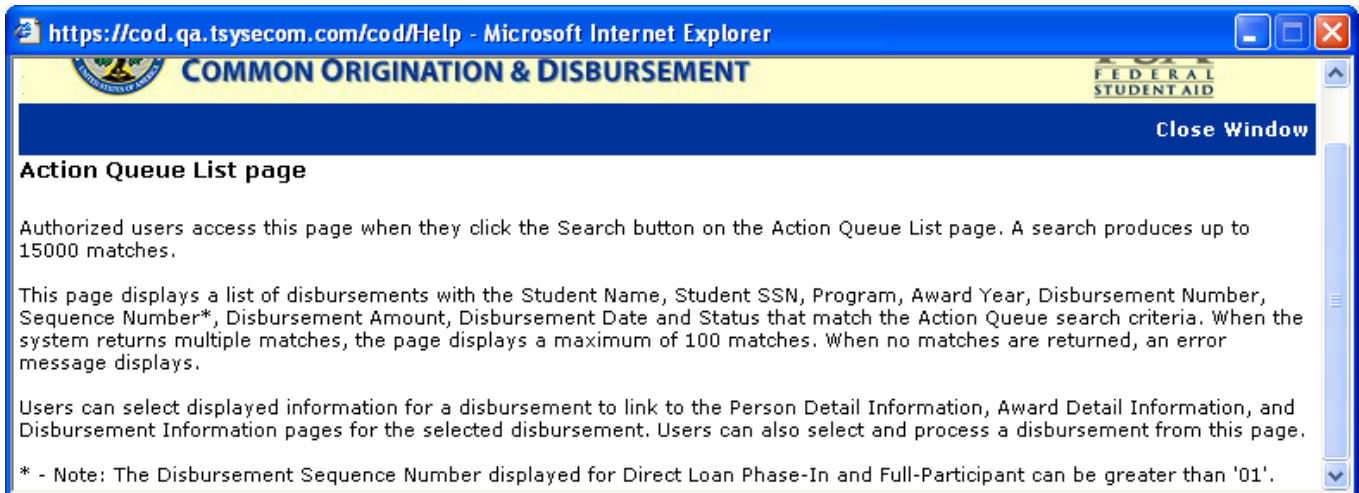 https://cod.qa.tsysecom.com/cod/Help - Microsoft Internet Explorer
COMMON ORIGINATION & DISBURSEMENT
FEDERAL
STUDENT AID
Close Window
Action Queue List page
Authorized users access this page when they click the Search button on the Action Queue List page. A search produces up to
15000 matches.
This page displays a list of disbursements with the Student Name, Student SSN, Program, Award Year, Disbursement Number,
Sequence Number*, Disbursement Amount, Disbursement Date and Status that match the Action Queue search criteria. When the
system returns multiple matches, the page displays a maximum of 100 matches. When no matches are returned, an error
message displays.
Users can select displayed information for a disbursement to link to the Person Detail Information, Award Detail Information, and
Disbursement Information pages for the selected disbursement. Users can also select and process a disbursement from this page.
* - Note: The Disbursement Sequence Number displayed for Direct Loan Phase-In and Full-Participant can be greater than '01'.